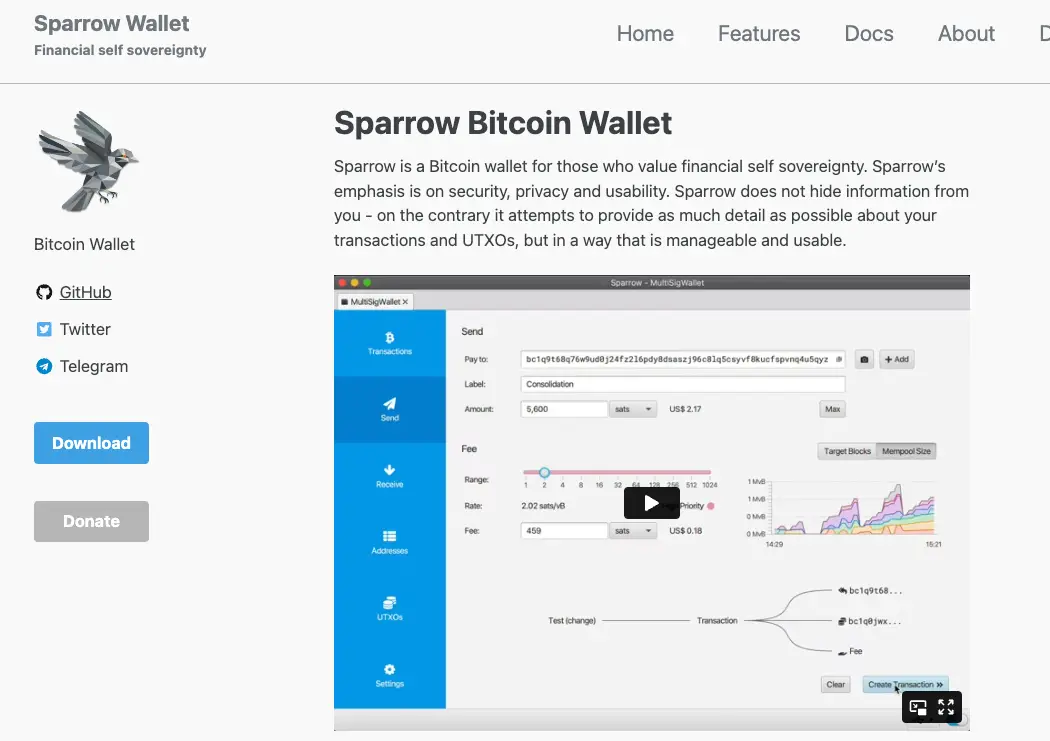 Sparrow Wallet
Financial self sovereignty
Home Features Docs About D
Bitcoin Wallet
GitHub
Twitter
Telegram
Download
Donate
Sparrow Bitcoin Wallet
Sparrow is a Bitcoin wallet for those who value financial self sovereignty. Sparrow’s
emphasis is on security, privacy and usability. Sparrow does not hide information from
you - on the contrary it attempts to provide as much detail as possible about your
transactions and UTXOs, but in a way that is manageable and usable.
Sparrow - MultiSigWallet
MultiSigWallet
Transactions
Send
Receive
Addresses
UTXOs
Settings
Send
Pay to: bc1q9t68q76w9ud0j24fz2l6pdy8dsaszj96c8lq5csyvf8kucfspvnq4u5qyz + Add
Label: Consolidation
Amount: 5,600 sats US$ 2.17 Max
Fee Target Blocks Mempool Size
Range: 1 2 4 8 16 32 64 128 256 512 1024
Rate: 2.02 sats/vB Priority
Fee: 459 sats US$ 0.18
1 MvB
1 MvB
0 MvB
0 MvB
14:29 15:21
bc1q9t68...
Test (change) Transaction bc1q0jwx...
Fee
Clear Create Transaction